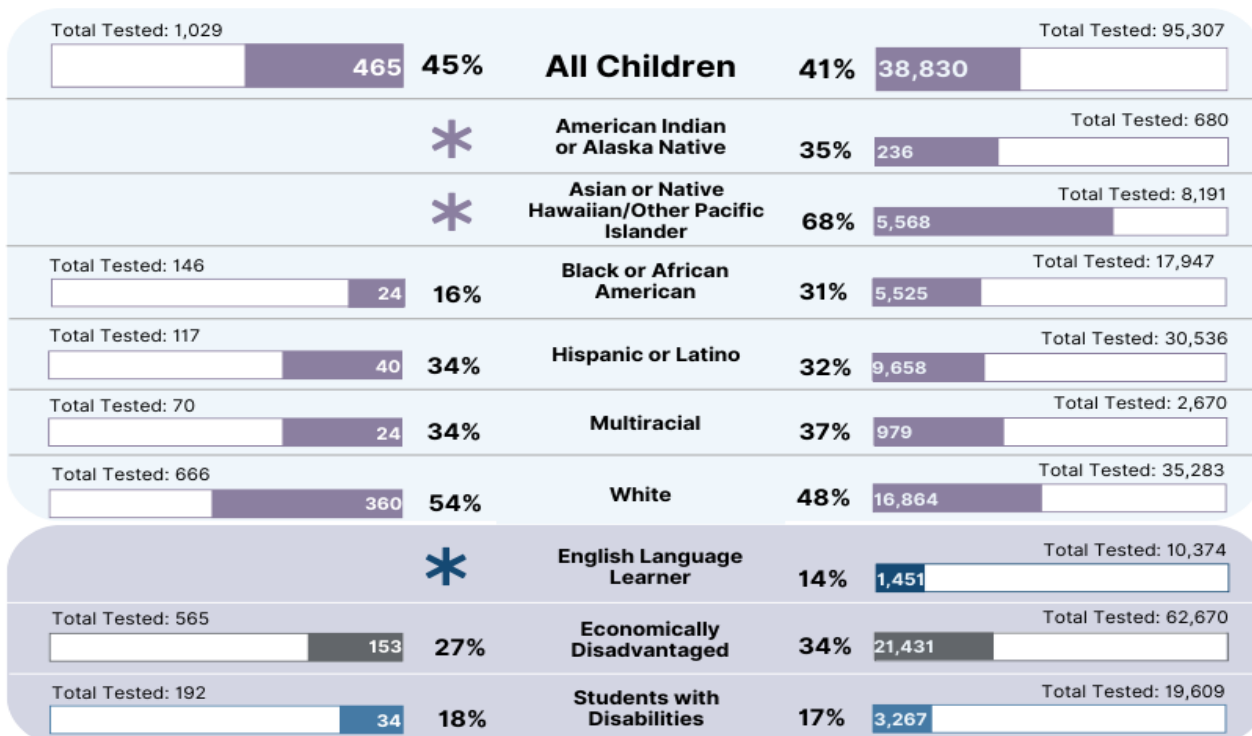 Total Tested: 1,029
Total Tested: 95,307
465 45% All Children 41% 38,830
Total Tested: 680
* American Indian
or Alaska Native
35% 236
Total Tested: 8,191
* Asian or Native
Hawaiian/Other Pacific
Islander
68% 5,568
Total Tested: 146
Total Tested: 17,947
24 16% Black or African
American
31% 5,525
Total Tested: 117
Total Tested: 30,536
40 34% Hispanic or Latino 32% 9,658
Total Tested: 70
Total Tested: 2,670
24 34% Multiracial 37% 979
Total Tested: 666
Total Tested: 35,283
360 54% White 48% 16,864
Total Tested: 10,374
* English Language
Learner
14% 1,451
Total Tested: 565
Total Tested: 62,670
153 27% Economically
Disadvantaged
34% 21,431
Total Tested: 192
Total Tested: 19,609
34 18% Students with
Disabilities
17% 3,267